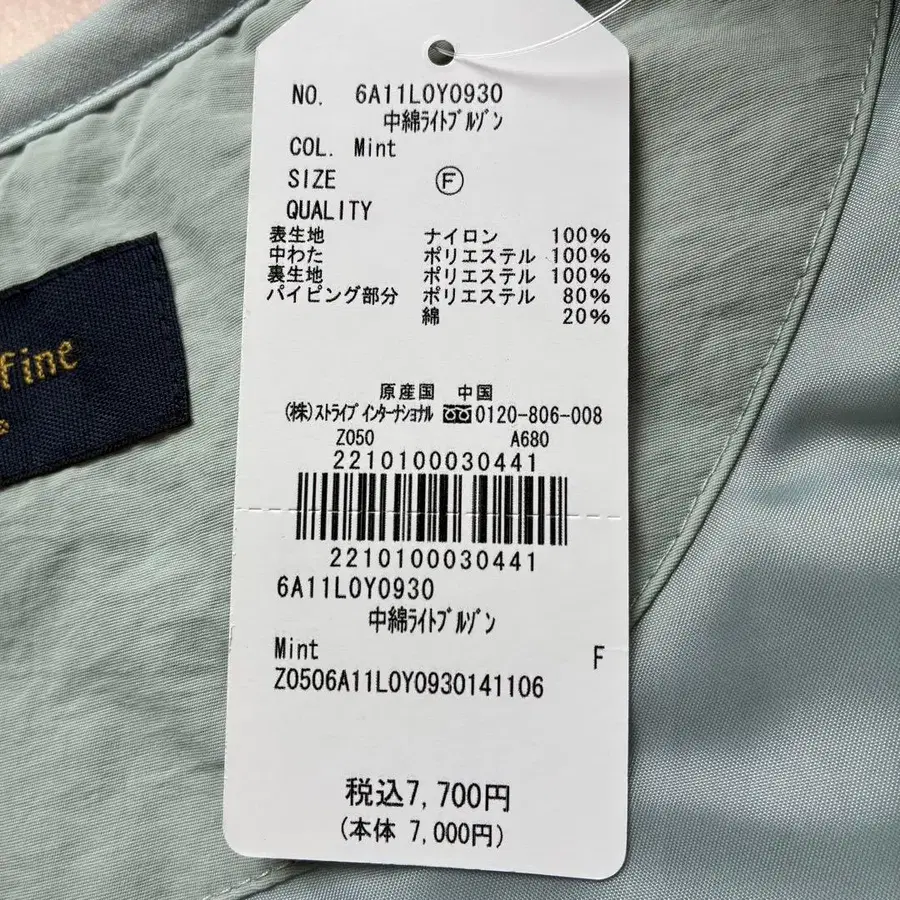 NO. 6A11L0Y0930
中綿ﾗｲﾄﾌﾞﾙｿﾞﾝ
COL. Mint
SIZE Ⓕ
QUALITY
表生地 ナイロン 100%
中わた ポリエステル 100%
裏生地 ポリエステル 100%
パイピング部分 ポリエステル 80%
綿 20%
原産国 中国
(株)ｽﾄﾗｲﾌﾟｲﾝﾀｰﾅｼｮﾅﾙ 0120-806-008
Z050 A680
2210100030441
2210100030441
6A11L0Y0930
中綿ﾗｲﾄﾌﾞﾙｿﾞﾝ
Mint F
Z0506A11L0Y0930141106
税込7,700円
(本体 7,000円)
Fine